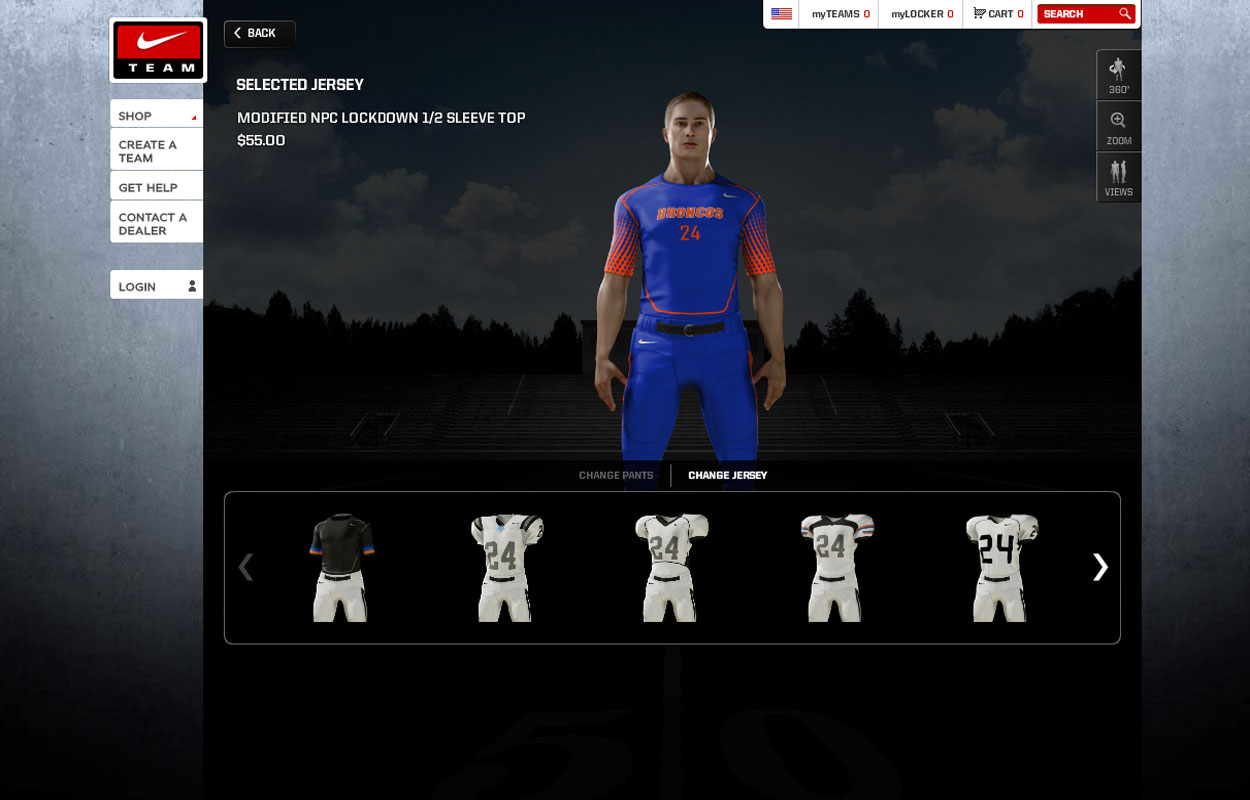 myTEAMS 0
myLOCKER 0
CART 0
SEARCH
TEAM
BACK
SHOP
CREATE A
TEAM
GET HELP
CONTACT A
DEALER
LOGIN
SELECTED JERSEY
MODIFIED NPC LOCKDOWN 1/2 SLEEVE TOP
$55.00
360°
ZOOM
VIEWS
BRONCOS
24
CHANGE PANTS
CHANGE JERSEY
24
24
24
24
50